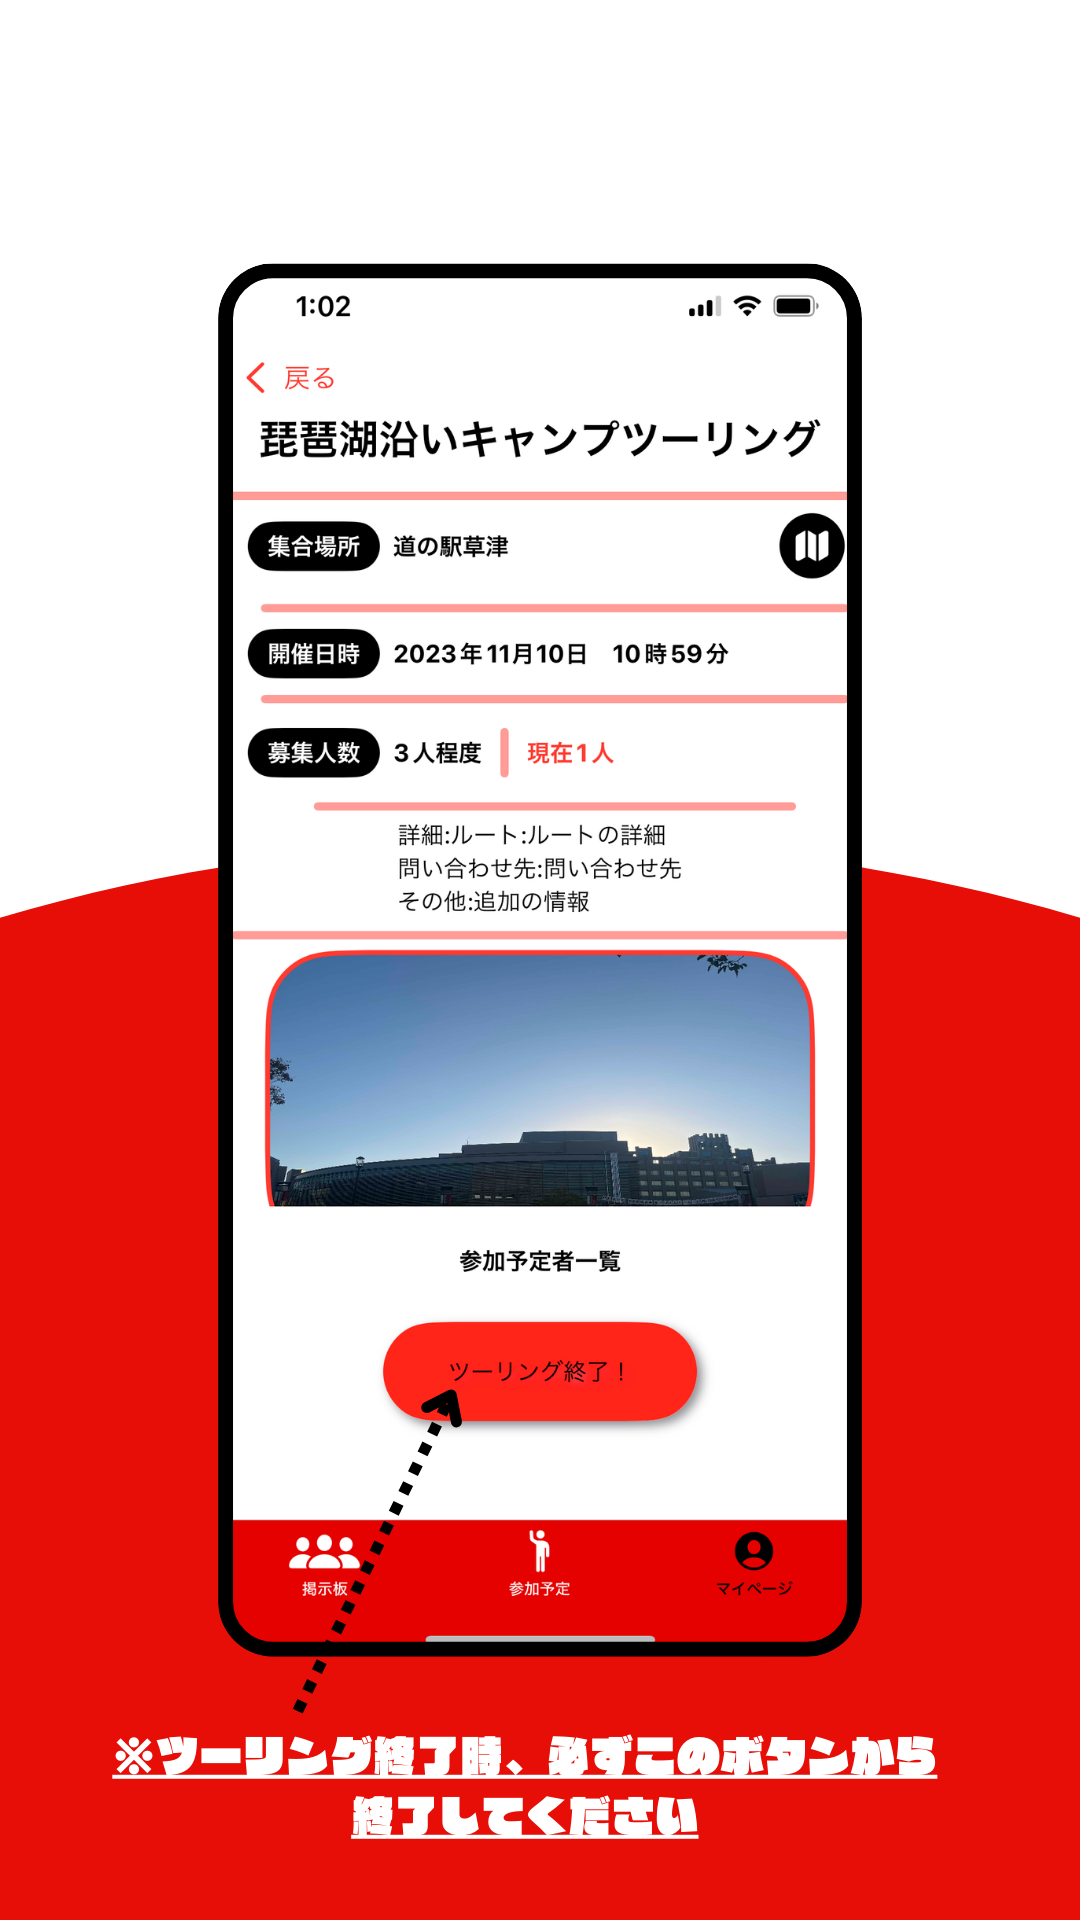 1:02
戻る
琵琶湖沿いキャンプツーリング
集合場所 道の駅草津
開催日時 2023年11月10日 10時59分
募集人数 3人程度 現在1人
詳細:ルート:ルートの詳細
問い合わせ先:問い合わせ先
その他:追加の情報
参加予定者一覧
ツーリング終了！
掲示板 参加予定 マイページ
※ツーリング終了時、必ずこのボタンから
終了してください